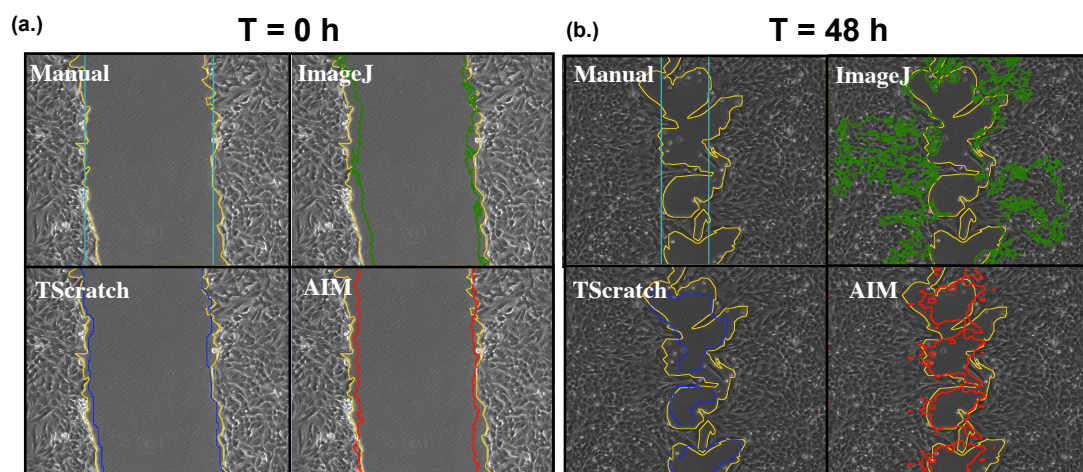 (a.)
T = 0 h
Manual
ImageJ
TScratch
AIM
(b.)
T = 48 h
Manual
ImageJ
TScratch
AIM